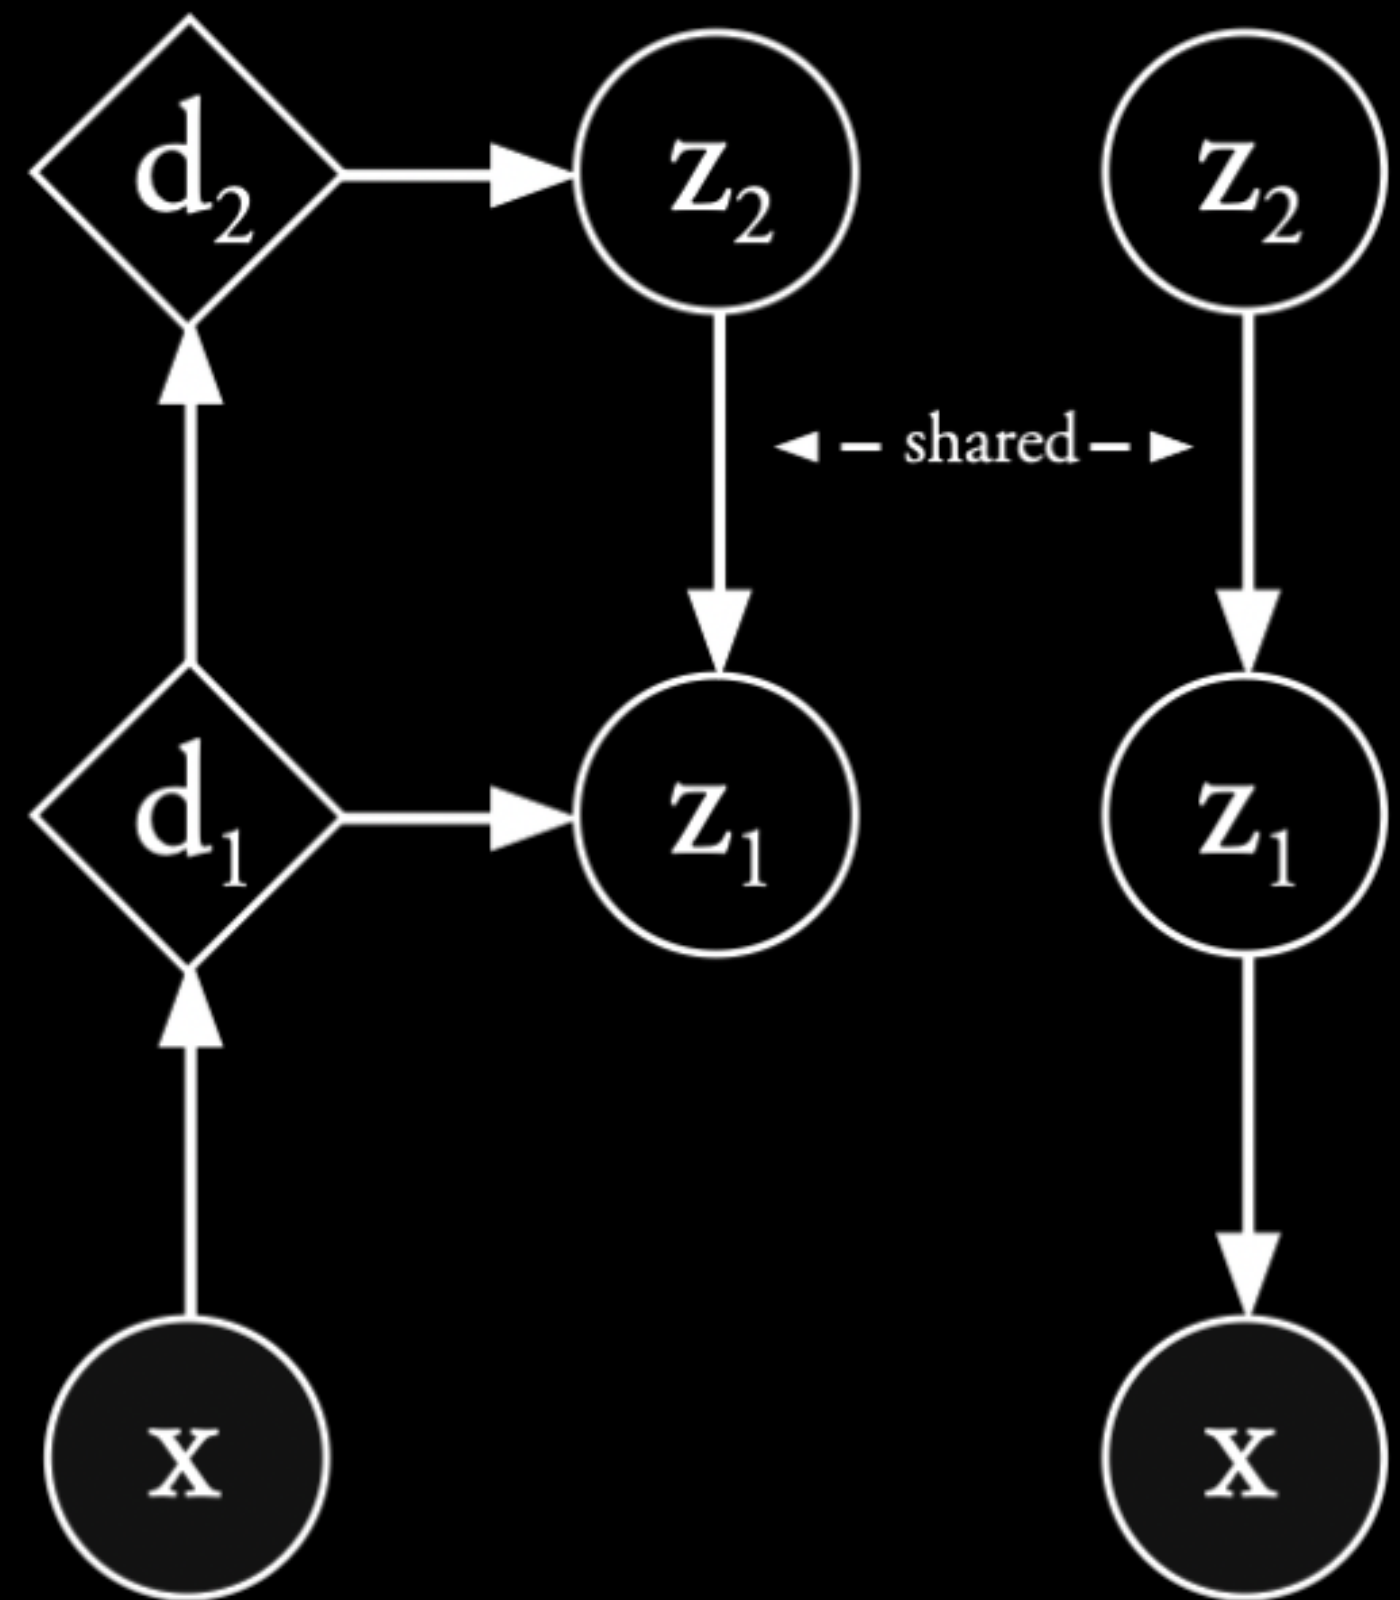 d₂ z₂ z₂
shared
d₁ z₁ z₁
x x